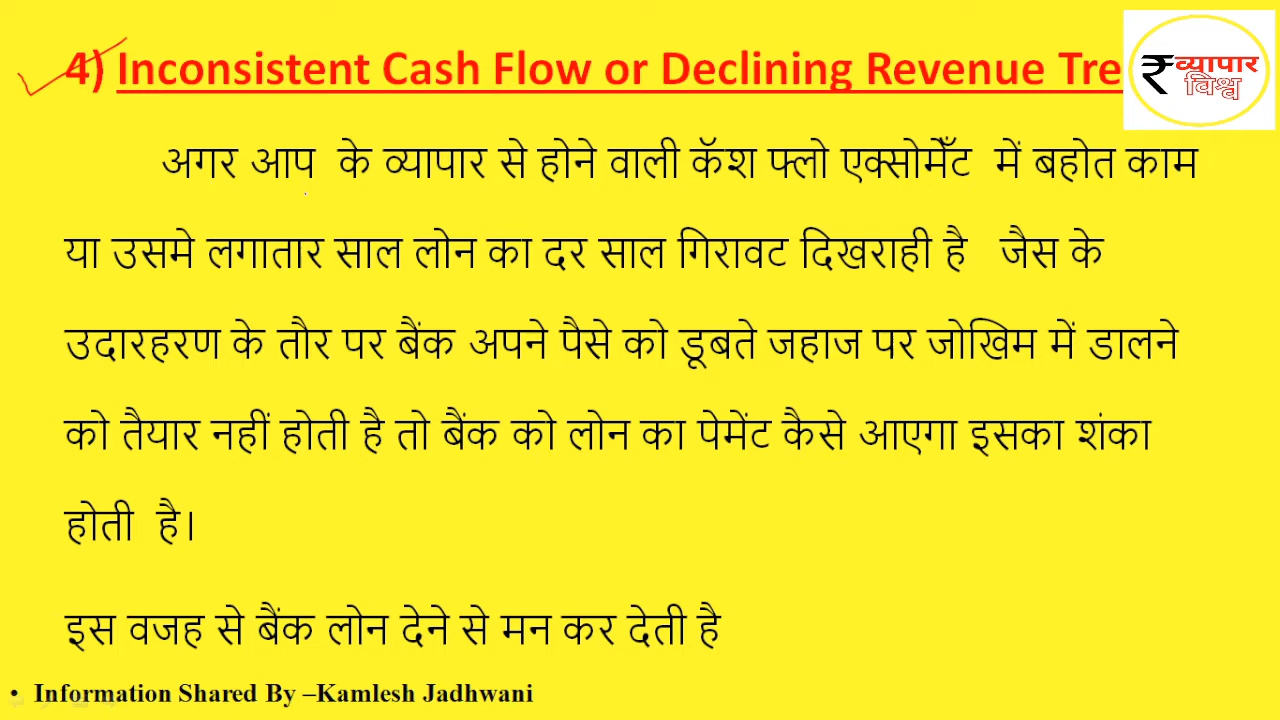 4) Inconsistent Cash Flow or Declining Revenue Tre
₹ व्यापार
विश्व
अगर आप के व्यापार से होने वाली कॅश फ्लो एक्सोमेँट में बहोत काम
या उसमे लगातार साल लोन का दर साल गिरावट दिखराही है जैस के
उदारहरण के तौर पर बैंक अपने पैसे को डूबते जहाज पर जोखिम में डालने
को तैयार नहीं होती है तो बैंक को लोन का पेमेंट कैसे आएगा इसका शंका
होती है।
इस वजह से बैंक लोन देने से मन कर देती है
• Information Shared By –Kamlesh Jadhwani